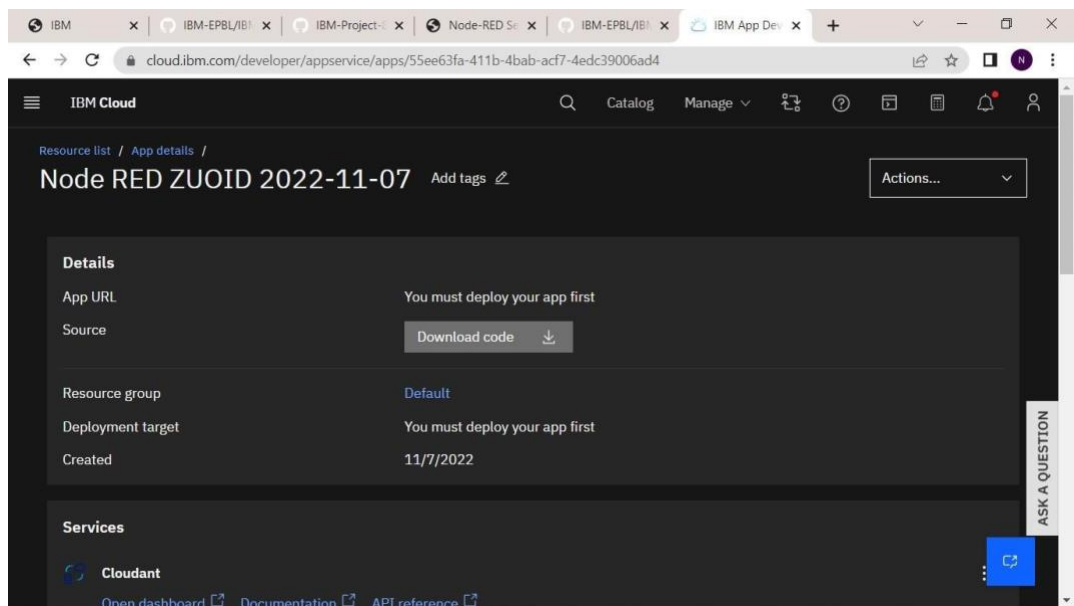 IBM
IBM-EPBL/IB
IBM-Project-
Node-RED Se
IBM-EPBL/IB
IBM App Dev
cloud.ibm.com/developer/appservice/apps/55ee63fa-411b-4bab-acf7-4edc39006ad4
N
IBM Cloud
Catalog
Manage
Resource list / App details /
Node RED ZUOID 2022-11-07 Add tags
Actions...
Details
App URL You must deploy your app first
Source Download code
Resource group Default
Deployment target You must deploy your app first
Created 11/7/2022
ASK A QUESTION
Services
Cloudant
Open dashboard Documentation API reference